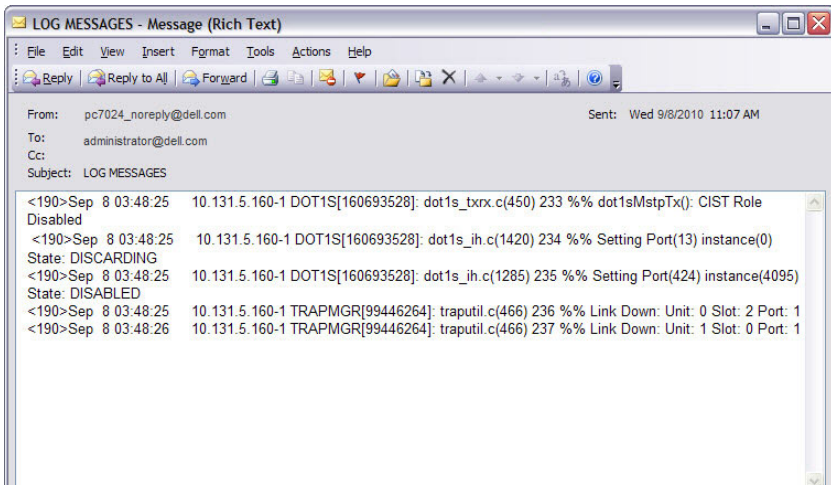 LOG MESSAGES - Message (Rich Text)
File Edit View Insert Format Tools Actions Help
Reply Reply to All Forward
From: pc7024_noreply@dell.com Sent: Wed 9/8/2010 11:07 AM
To: administrator@dell.com
Cc:
Subject: LOG MESSAGES
<190>Sep 8 03:48:25 10.131.5.160-1 DOT1S[160693528]: dot1s_txrx.c(450) 233 %% dot1sMstpTx(): CIST Role
Disabled
<190>Sep 8 03:48:25 10.131.5.160-1 DOT1S[160693528]: dot1s_ih.c(1420) 234 %% Setting Port(13) instance(0)
State: DISCARDING
<190>Sep 8 03:48:25 10.131.5.160-1 DOT1S[160693528]: dot1s_ih.c(1285) 235 %% Setting Port(424) instance(4095)
State: DISABLED
<190>Sep 8 03:48:25 10.131.5.160-1 TRAPMGR[99446264]: traputil.c(466) 236 %% Link Down: Unit: 0 Slot: 2 Port: 1
<190>Sep 8 03:48:26 10.131.5.160-1 TRAPMGR[99446264]: traputil.c(466) 237 %% Link Down: Unit: 1 Slot: 0 Port: 1